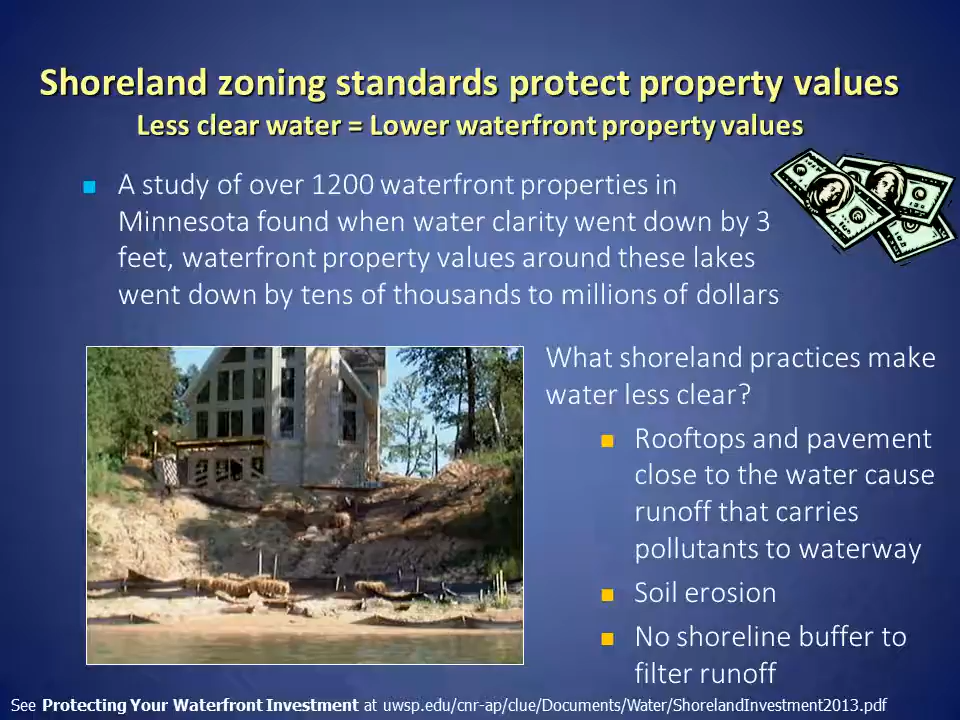 Shoreland zoning standards protect property values
Less clear water = Lower waterfront property values
A study of over 1200 waterfront properties in
Minnesota found when water clarity went down by 3
feet, waterfront property values around these lakes
went down by tens of thousands to millions of dollars
What shoreland practices make
water less clear?
Rooftops and pavement
close to the water cause
runoff that carries
pollutants to waterway
Soil erosion
No shoreline buffer to
filter runoff
See Protecting Your Waterfront Investment at uwsp.edu/cnr-ap/clue/Documents/Water/ShorelandInvestment2013.pdf